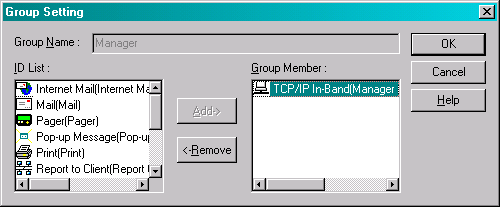 Group Setting
Group Name : Manager
OK
ID List :
Group Member :
Cancel
Internet Mail(Internet Ma
TCP/IP In-Band(Manager
Mail(Mail)
Help
Pager(Pager)
Add->
Pop-up Message(Pop-up
Print(Print)
<-Remove
Report to Client(Report